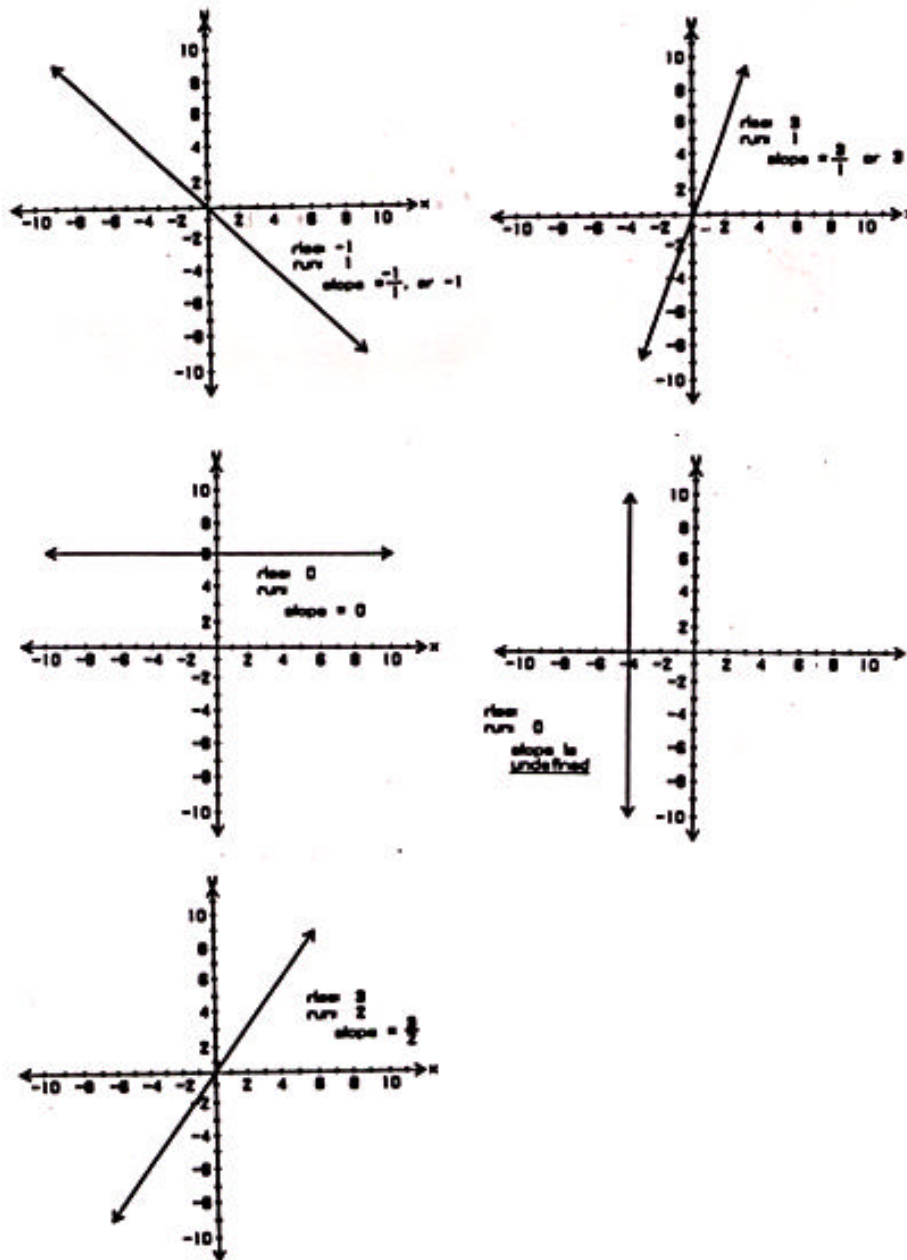 y
10
8
6
4
2
-10 -8 -6 -4 -2 2 4 6 8 10 x
-2
-4
-6
-8
-10
rise: -1
run: 1
slope = -1/1, or -1
y
10
8
6
4
2
-10 -8 -6 -4 -2 2 4 6 8 10
-2
-4
-6
-8
-10
rise: 3
run: 1
slope = 3/1 or 3
y
10
8
6
4
2
-10 -8 -6 -4 -2 2 4 6 8 10 x
-2
-4
-6
-8
-10
rise: 0
run:
slope = 0
y
10
8
6
4
2
-10 -8 -6 -4 -2 2 4 6 8 10
-2
-4
-6
-8
-10
rise:
run: 0
slope is
undefined
y
10
8
6
4
2
-10 -8 -6 -4 -2 2 4 6 8 10 x
-2
-4
-6
-8
-10
rise: 3
run: 2
slope = 3/2